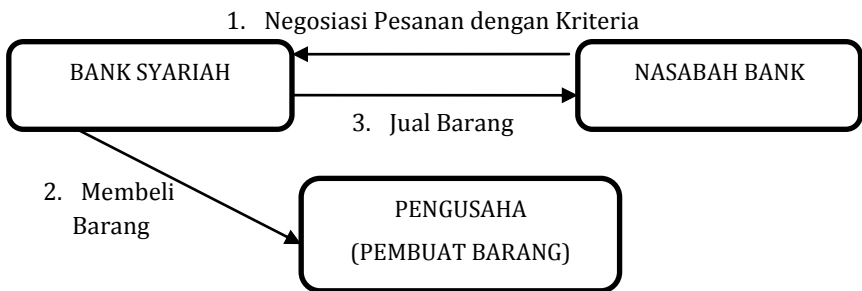 1. Negosiasi Pesanan dengan Kriteria
BANK SYARIAH
NASABAH BANK
3. Jual Barang
2. Membeli
Barang
PENGUSAHA
(PEMBUAT BARANG)